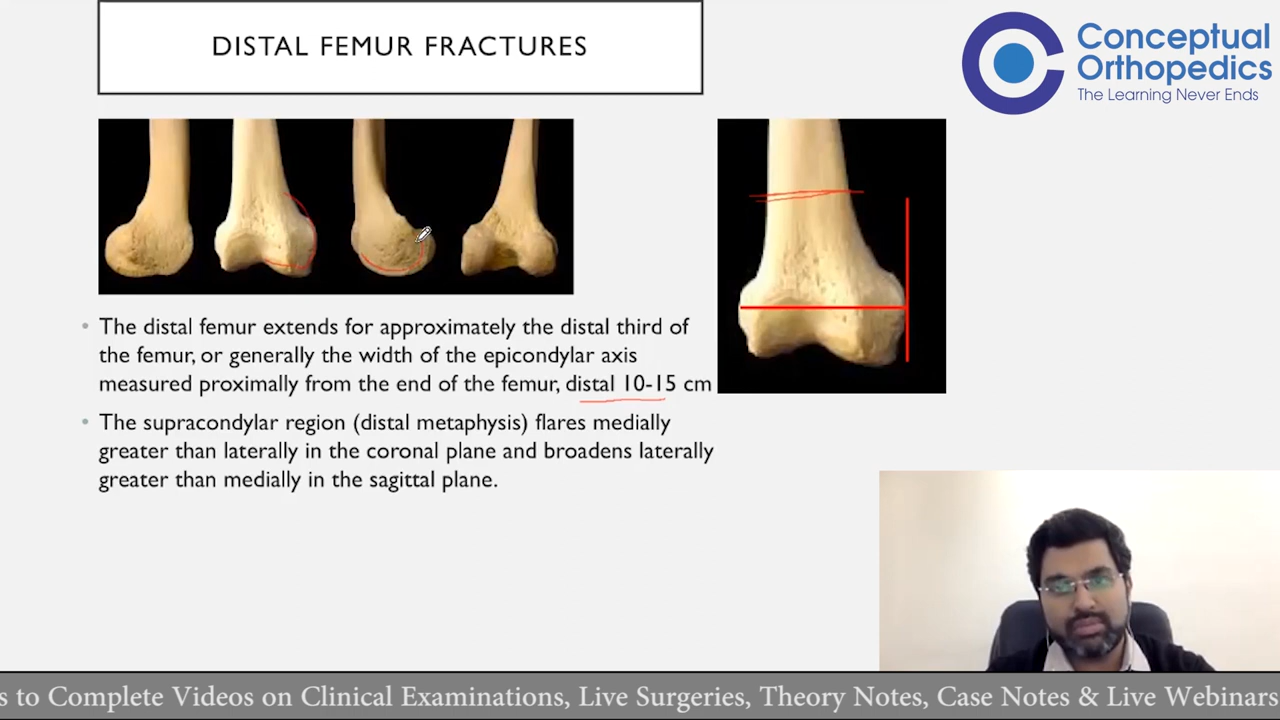 DISTAL FEMUR FRACTURES
Conceptual
Orthopedics
The Learning Never Ends
• The distal femur extends for approximately the distal third of
the femur, or generally the width of the epicondylar axis
measured proximally from the end of the femur, distal 10-15 cm
• The supracondylar region (distal metaphysis) flares medially
greater than laterally in the coronal plane and broadens laterally
greater than medially in the sagittal plane.
s to Complete Videos on Clinical Examinations, Live Surgeries, Theory Notes, Case Notes & Live Webinars